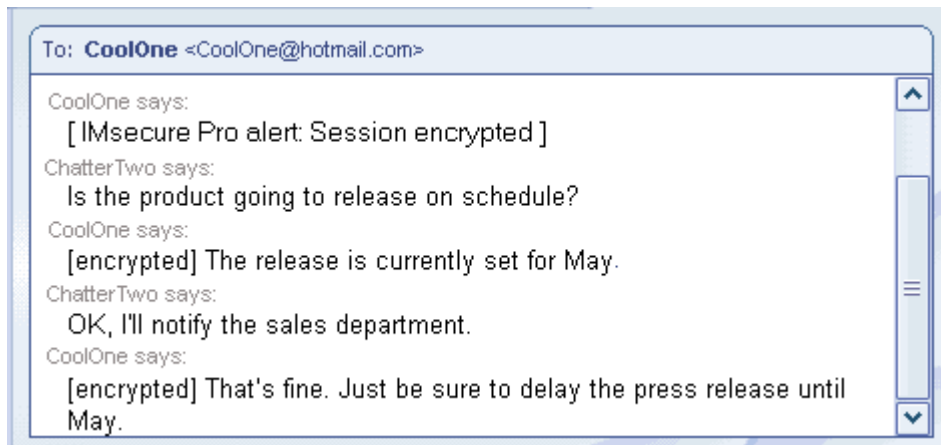 To: CoolOne <CoolOne@hotmail.com>
CoolOne says:
[ IMsecure Pro alert: Session encrypted ]
ChatterTwo says:
Is the product going to release on schedule?
CoolOne says:
[encrypted] The release is currently set for May.
ChatterTwo says:
OK, I'll notify the sales department.
CoolOne says:
[encrypted] That's fine. Just be sure to delay the press release until
May.